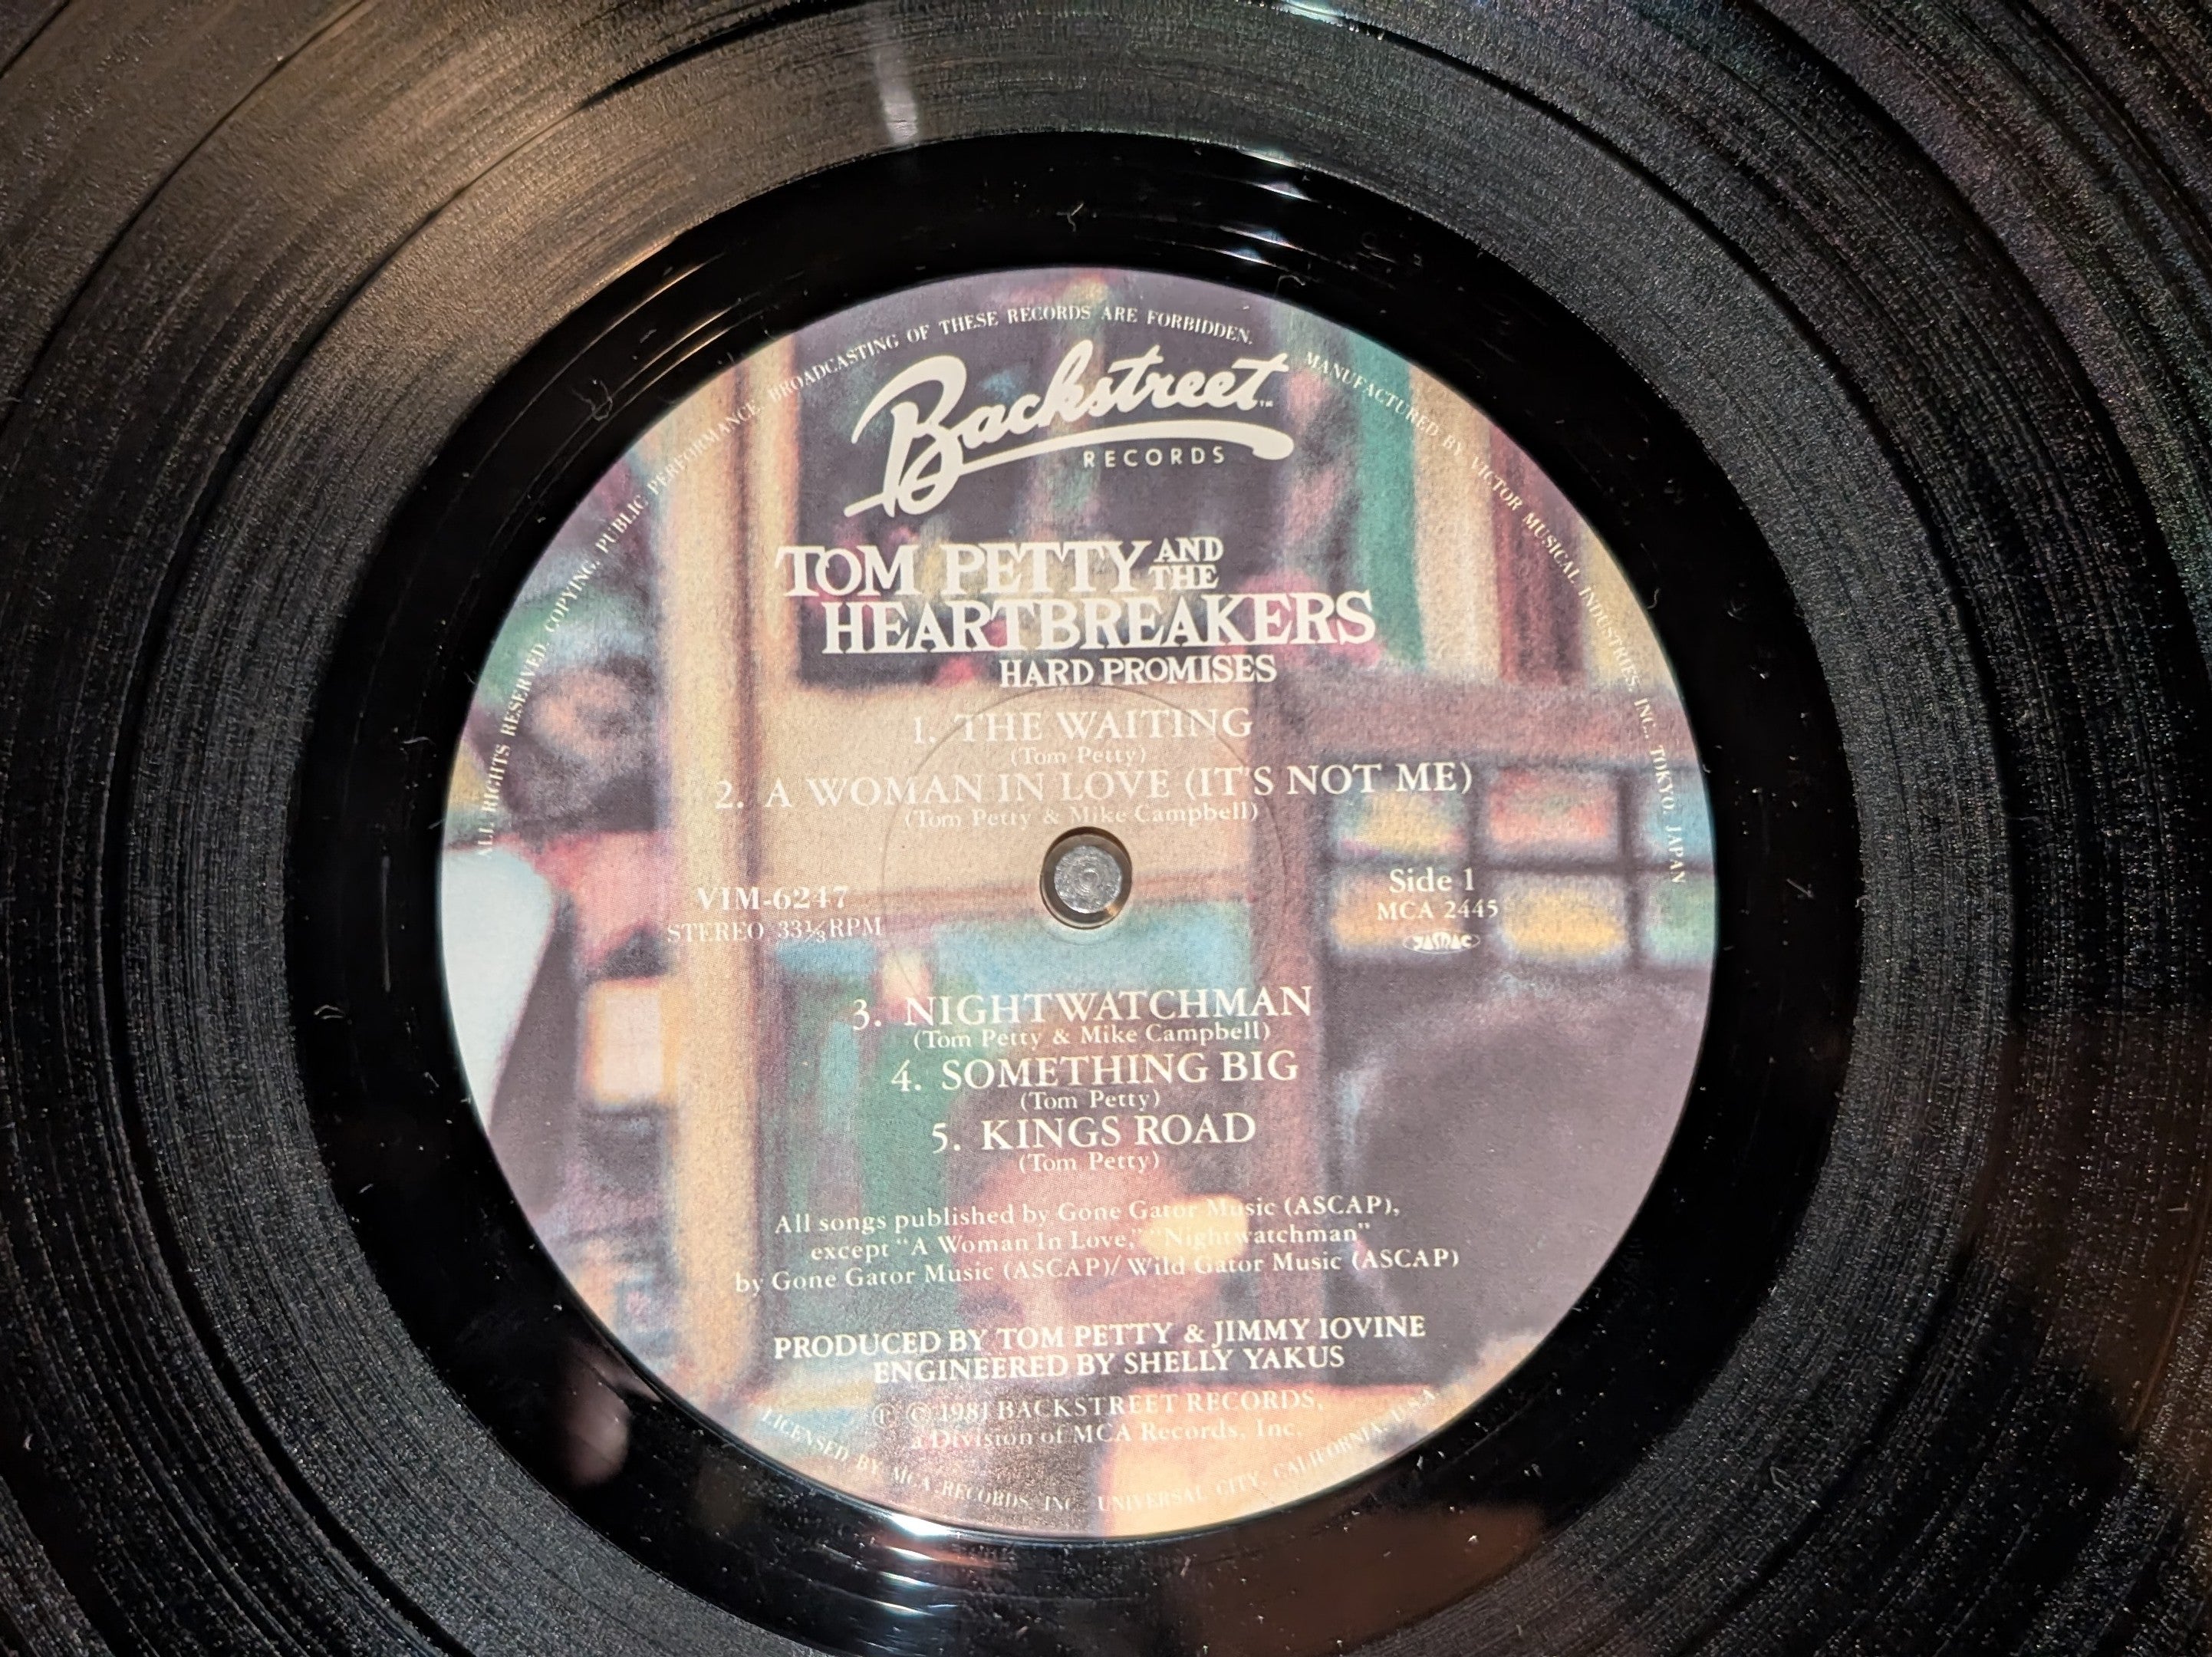 ALL RIGHTS RESERVED. COPYING, PUBLIC PERFORMANCE, BROADCASTING OF THESE RECORDS ARE FORBIDDEN.
MANUFACTURED BY VICTOR MUSICAL INDUSTRIES, INC., TOKYO, JAPAN
Backstreet™
RECORDS
TOM PETTY AND THE
HEARTBREAKERS
HARD PROMISES
1. THE WAITING
(Tom Petty)
2. A WOMAN IN LOVE (IT'S NOT ME)
(Tom Petty & Mike Campbell)
VIM-6247
STEREO 33⅓RPM
Side 1
MCA 2445
JASRAC
3. NIGHTWATCHMAN
(Tom Petty & Mike Campbell)
4. SOMETHING BIG
(Tom Petty)
5. KINGS ROAD
(Tom Petty)
All songs published by Gone Gator Music (ASCAP),
except "A Woman In Love," "Nightwatchman"
by Gone Gator Music (ASCAP)/ Wild Gator Music (ASCAP)
PRODUCED BY TOM PETTY & JIMMY IOVINE
ENGINEERED BY SHELLY YAKUS
Ⓟ © 1981 BACKSTREET RECORDS,
a Division of MCA Records, Inc.
LICENSED BY MCA RECORDS, INC., UNIVERSAL CITY, CALIFORNIA, U.S.A.